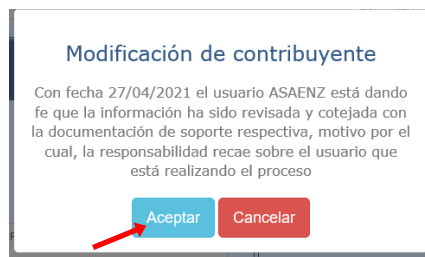 Modificación de contribuyente
Con fecha 27/04/2021 el usuario ASAENZ está dando
fe que la información ha sido revisada y cotejada con
la documentación de soporte respectiva, motivo por el
cual, la responsabilidad recae sobre el usuario que
está realizando el proceso
Aceptar Cancelar